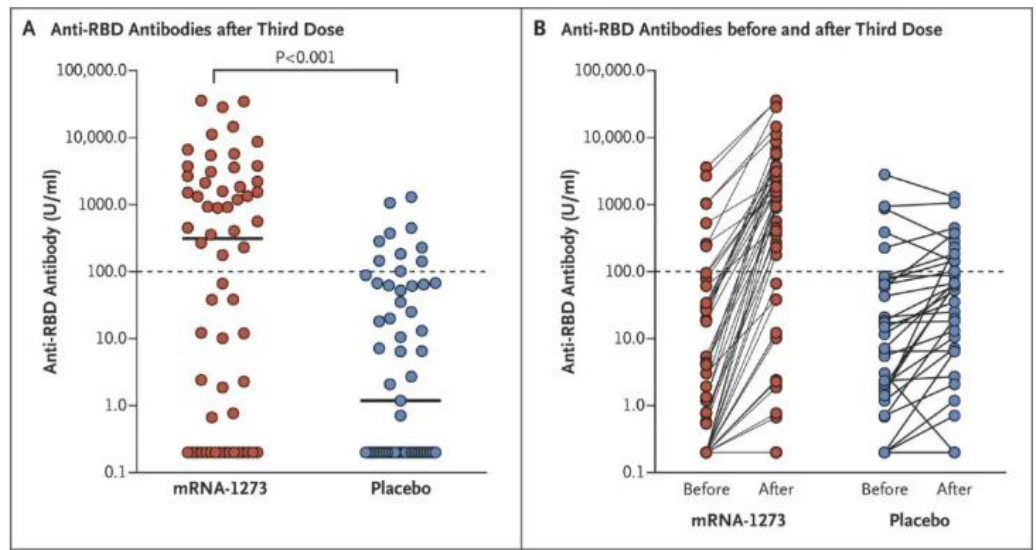 A Anti-RBD Antibodies after Third Dose
P<0.001
100,000.0
10,000.0
1000.0
100.0
10.0
1.0
0.1
Anti-RBD Antibody (U/ml)
mRNA-1273 Placebo
B Anti-RBD Antibodies before and after Third Dose
100,000.0
10,000.0
1000.0
100.0
10.0
1.0
0.1
Anti-RBD Antibody (U/ml)
Before After Before After
mRNA-1273 Placebo